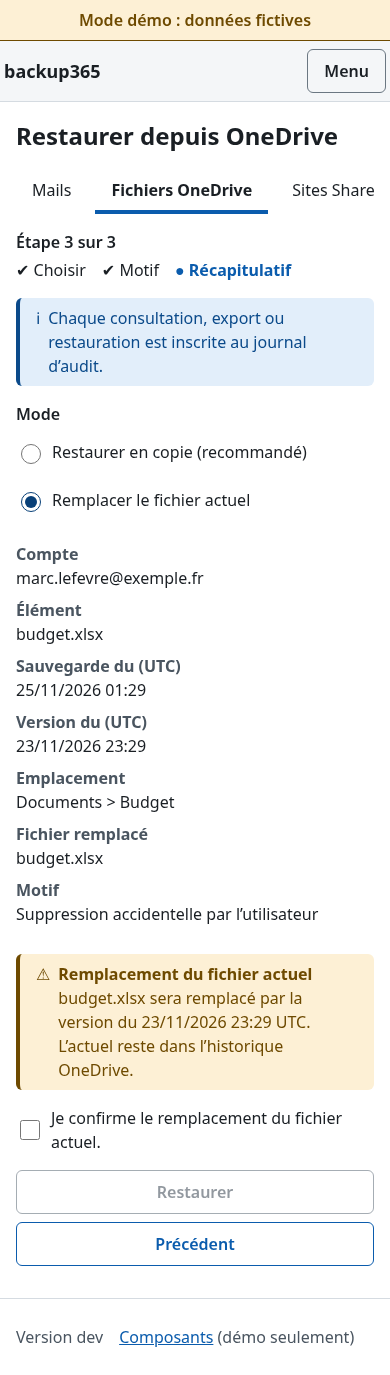 Mode démo : données fictives
backup365
Menu
Restaurer depuis OneDrive
Mails
Fichiers OneDrive
Sites Share
Étape 3 sur 3
✔ Choisir ✔ Motif ● Récapitulatif
i Chaque consultation, export ou
restauration est inscrite au journal
d’audit.
Mode
Restaurer en copie (recommandé)
Remplacer le fichier actuel
Compte
marc.lefevre@exemple.fr
Élément
budget.xlsx
Sauvegarde du (UTC)
25/11/2026 01:29
Version du (UTC)
23/11/2026 23:29
Emplacement
Documents > Budget
Fichier remplacé
budget.xlsx
Motif
Suppression accidentelle par l’utilisateur
⚠ Remplacement du fichier actuel
budget.xlsx sera remplacé par la
version du 23/11/2026 23:29 UTC.
L’actuel reste dans l’historique
OneDrive.
Je confirme le remplacement du fichier
actuel.
Restaurer
Précédent
Version dev Composants (démo seulement)